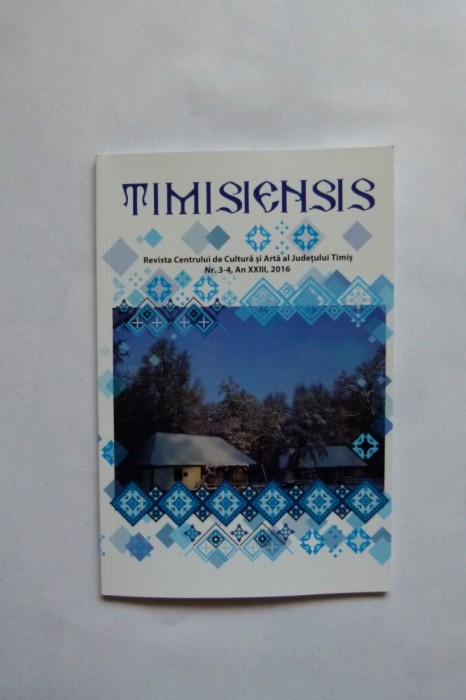 TIMISIENSIS
Revista Centrului de Cultură și Artă al Județului Timiș
Nr. 3-4, An XXIII, 2016